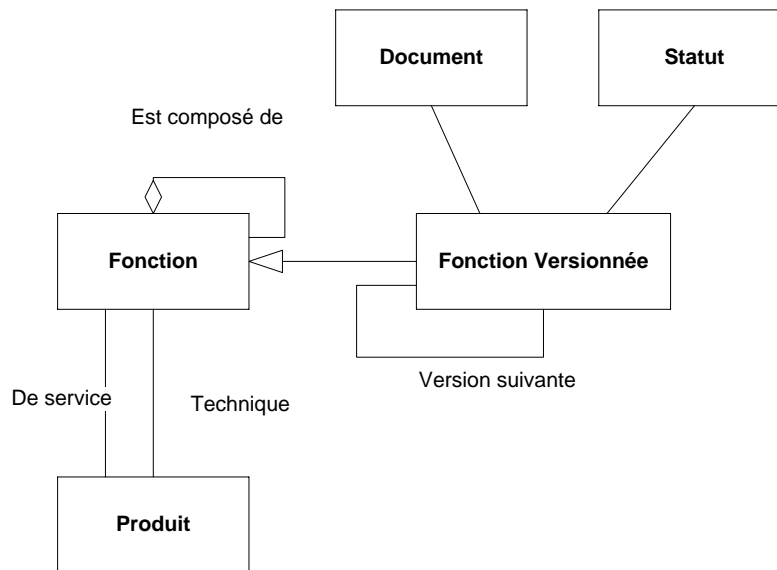 Document
Statut
Est composé de
Fonction
Fonction Versionnée
Version suivante
De service
Technique
Produit